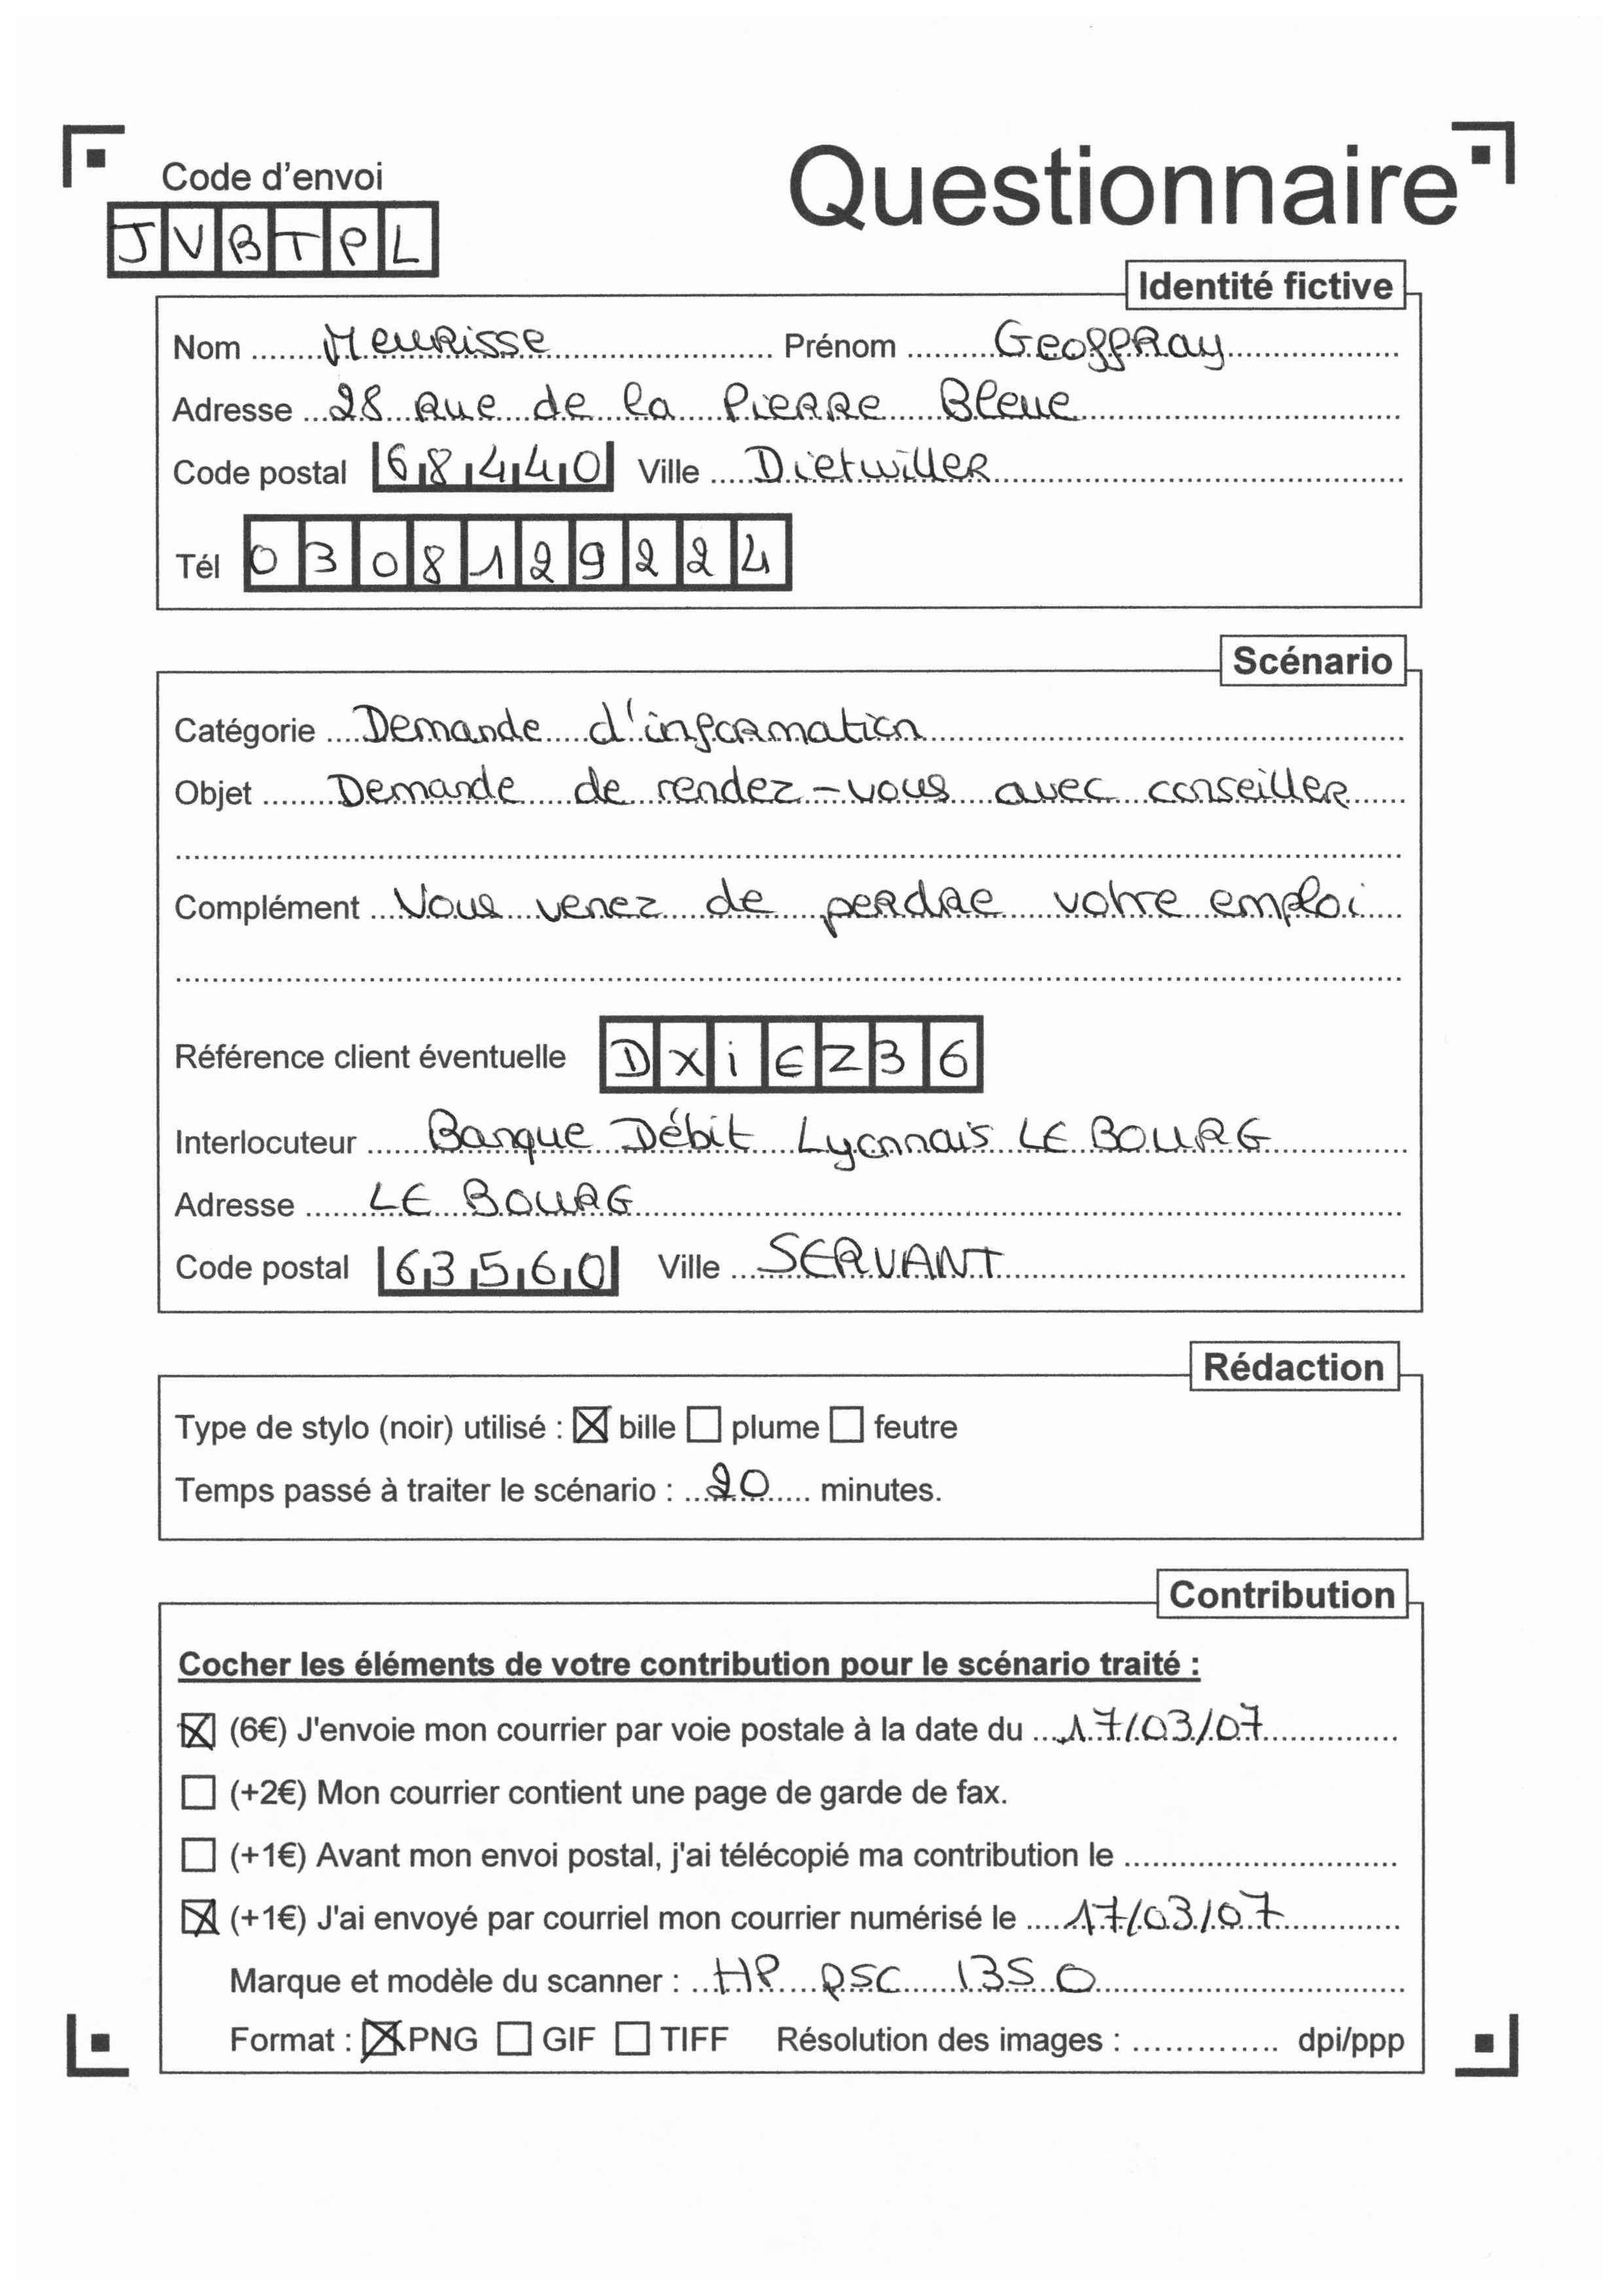 Questionnaire
Code d'envoi
JVBTPL
Identité fictive
Nom Meurisse Prénom Geoffray
Adresse 28 rue de la Pierre Bleue
Code postal 68440 Ville Dietwiller
Tél 0308129224
Scénario
Catégorie Demande d'information
Objet Demande de rendez-vous avec conseiller
Complément Vous venez de perdre votre emploi
Référence client éventuelle DXiEZ36
Interlocuteur Banque Débit Lyonnais LE BOURG
Adresse LE BOURG
Code postal 63560 Ville SERVANT
Rédaction
Type de stylo (noir) utilisé : ☒ bille ☐ plume ☐ feutre
Temps passé à traiter le scénario : 20 minutes.
Contribution
Cocher les éléments de votre contribution pour le scénario traité :
☒ (6€) J'envoie mon courrier par voie postale à la date du 17/03/07
☐ (+2€) Mon courrier contient une page de garde de fax.
☐ (+1€) Avant mon envoi postal, j'ai télécopié ma contribution le
☒ (+1€) J'ai envoyé par courriel mon courrier numérisé le 17/03/07
Marque et modèle du scanner : HP PSC 1350
Format : ☒ PNG ☐ GIF ☐ TIFF Résolution des images : dpi/ppp